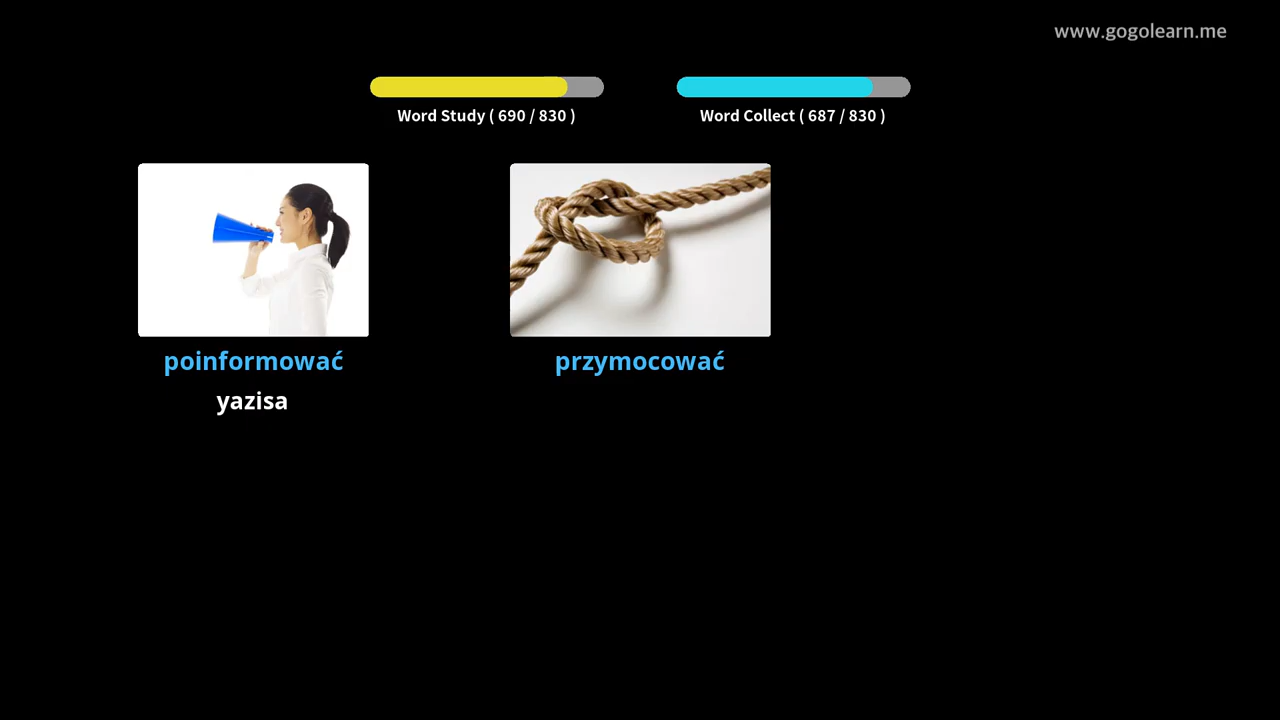 www.gogolearn.me
Word Study ( 690 / 830 )
Word Collect ( 687 / 830 )
poinformować
yazisa
przymocować